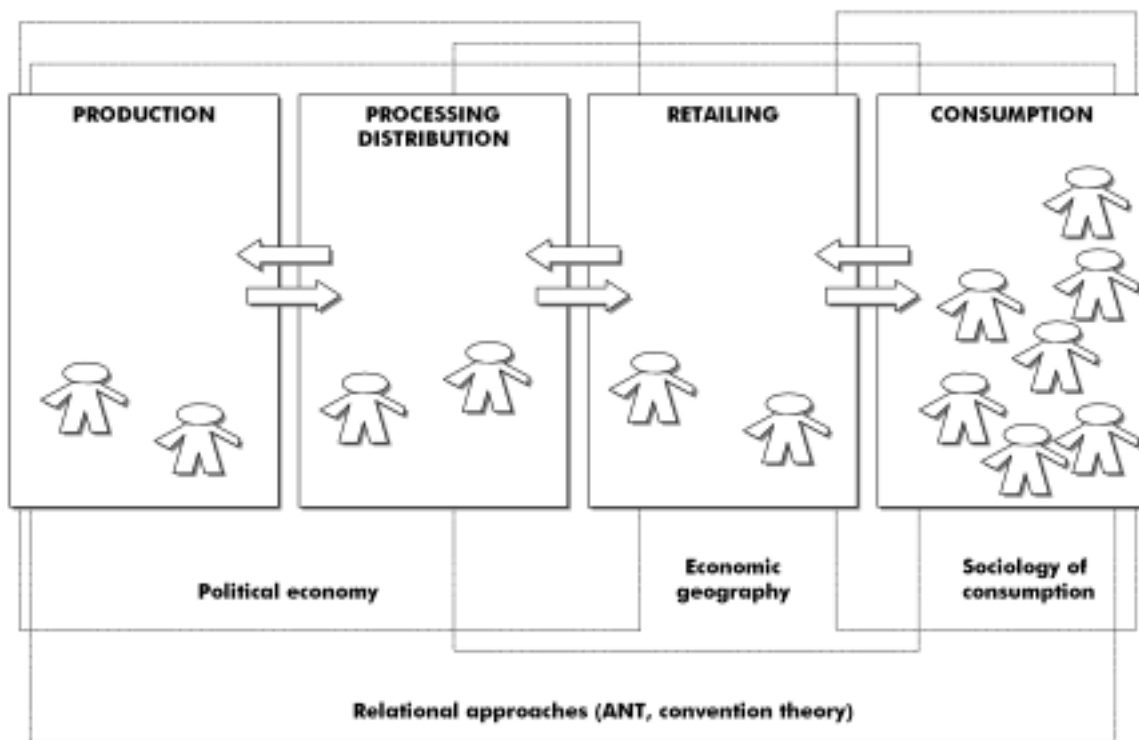 PRODUCTION
PROCESSING
DISTRIBUTION
RETAILING
CONSUMPTION
Political economy
Economic
geography
Sociology of
consumption
Relational approaches (ANT, convention theory)